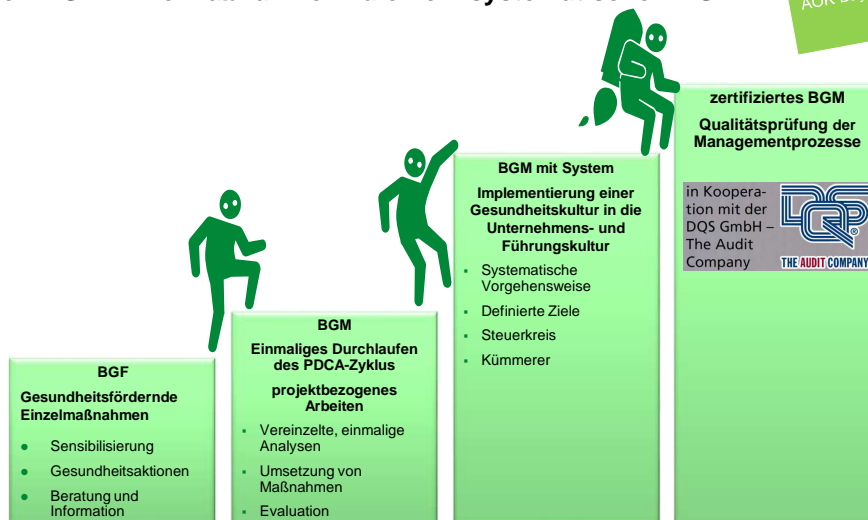 BGF
Gesundheitsfördernde
Einzelmaßnahmen
Sensibilisierung
Gesundheitsaktionen
Beratung und
Information
BGM
Einmaliges Durchlaufen
des PDCA-Zyklus
projektbezogenes
Arbeiten
Vereinzelte, einmalige
Analysen
Umsetzung von
Maßnahmen
Evaluation
BGM mit System
Implementierung einer
Gesundheitskultur in die
Unternehmens- und
Führungskultur
Systematische
Vorgehensweise
Definierte Ziele
Steuerkreis
Kümmerer
zertifiziertes BGM
Qualitätsprüfung der
Managementprozesse
in Koopera-
tion mit der
DQS GmbH –
The Audit
Company
DQS
®
THE AUDIT COMPANY
AOK